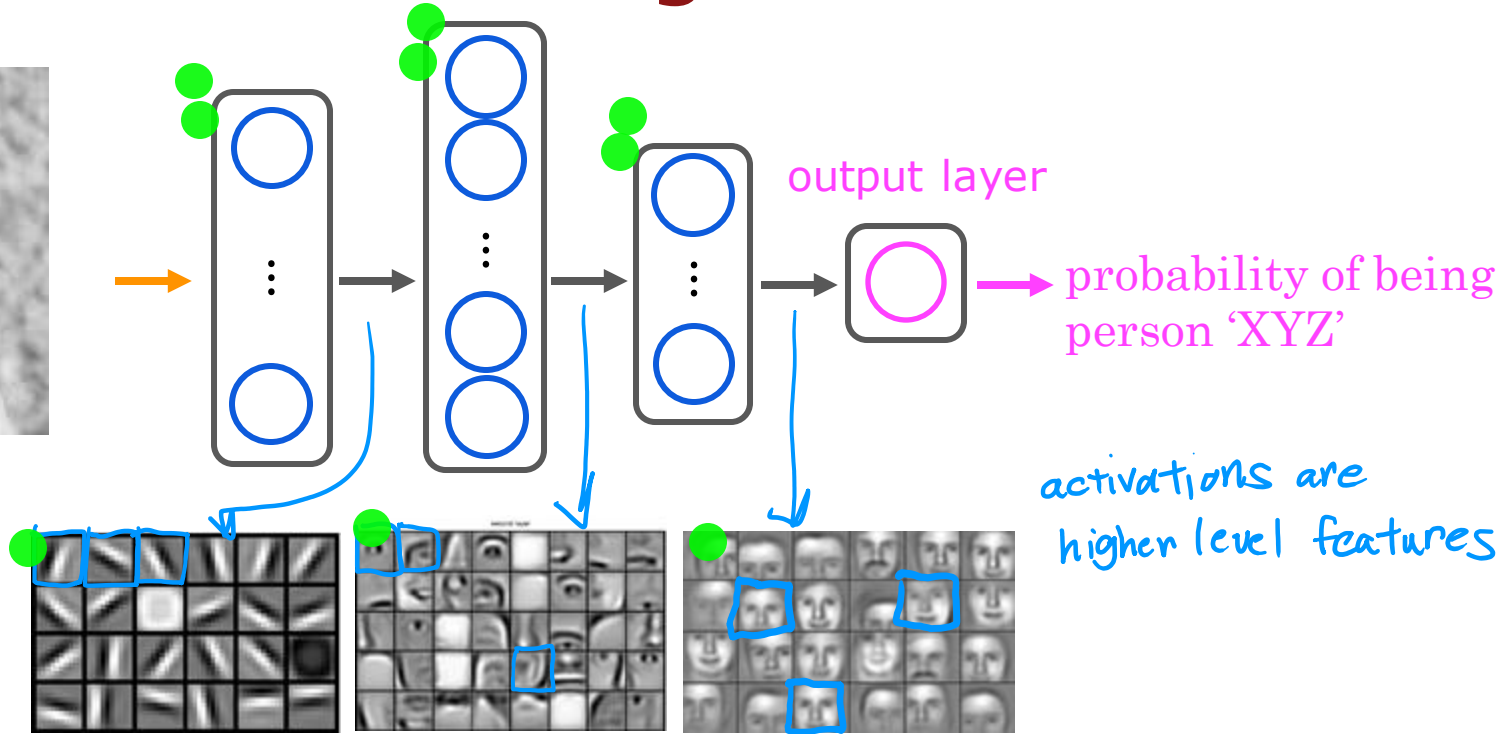 output layer
probability of being
person ‘XYZ’
activations are
higher level features